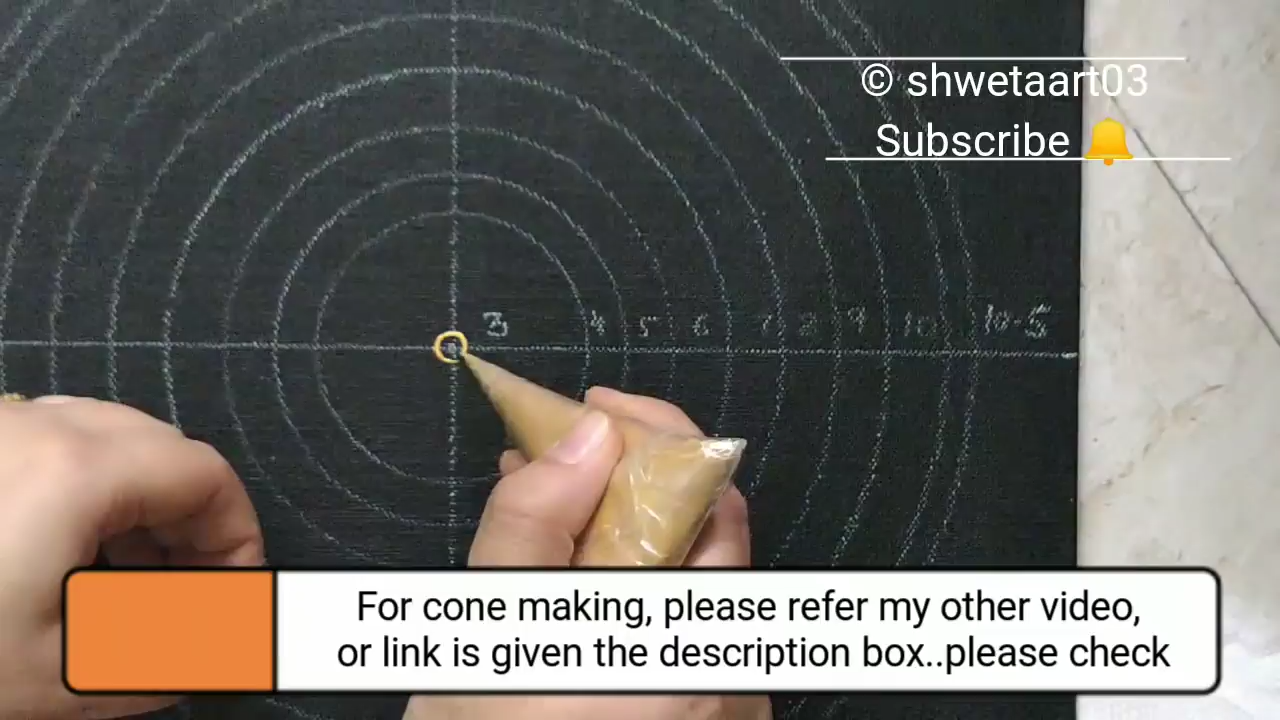 © shwetaart03
Subscribe 🔔
3 4 5 6 7 8 9 10 10.5
For cone making, please refer my other video,
or link is given the description box..please check